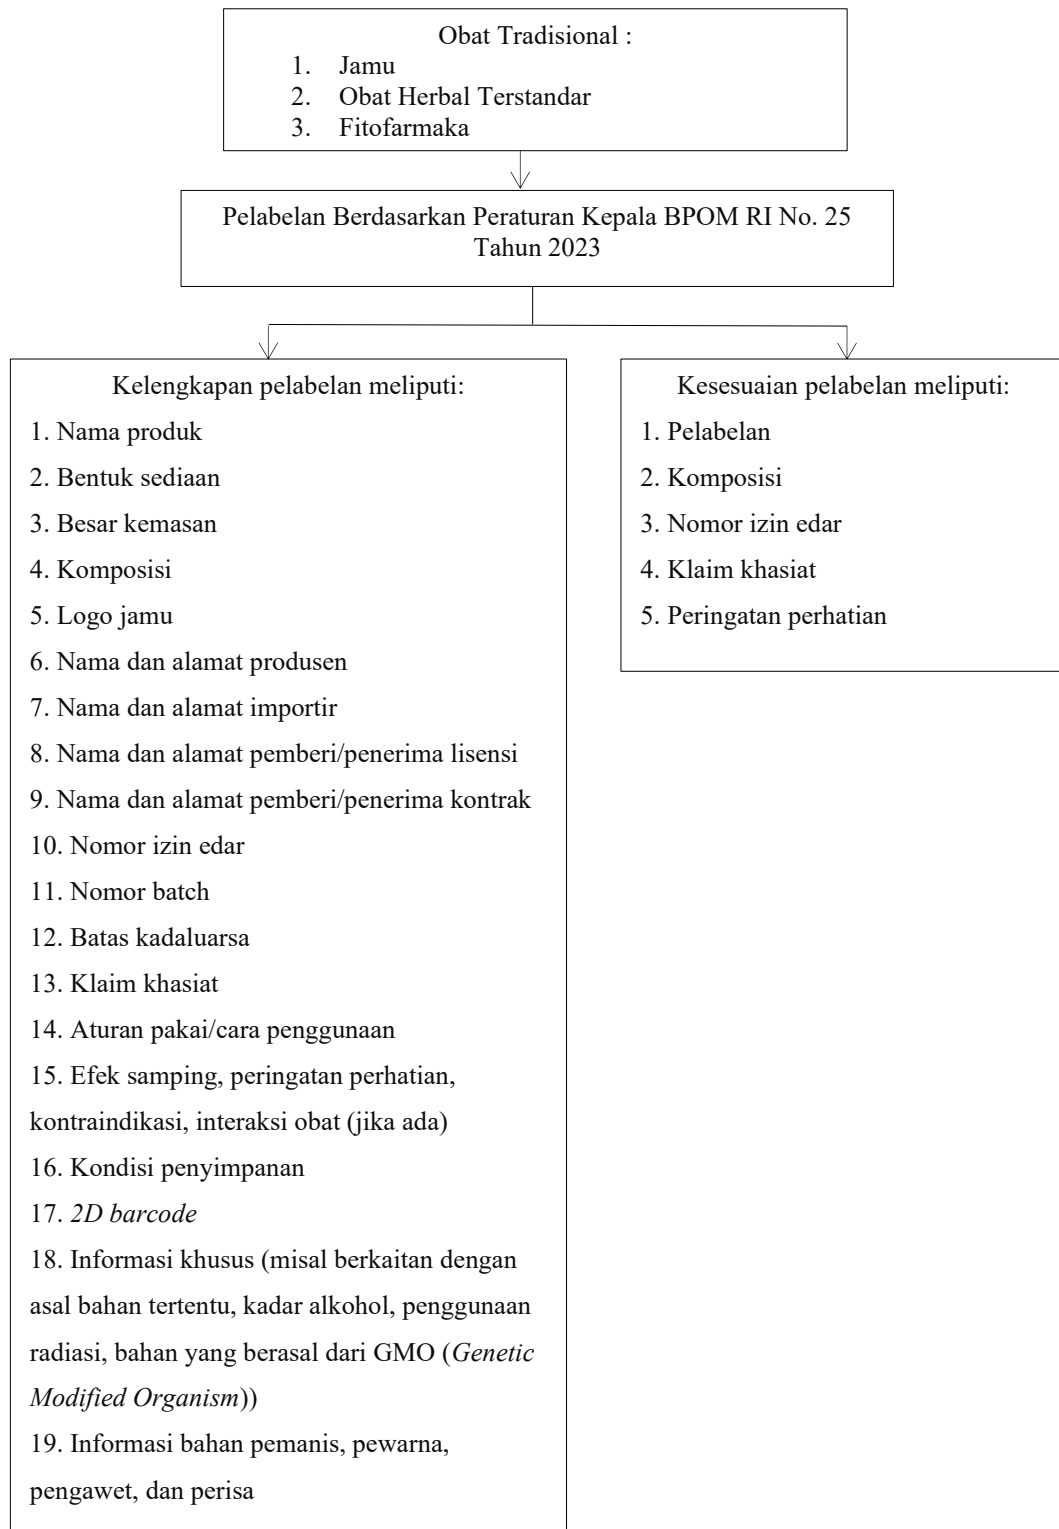 Obat Tradisional :
1. Jamu
2. Obat Herbal Terstandar
3. Fitofarmaka
Pelabelan Berdasarkan Peraturan Kepala BPOM RI No. 25
Tahun 2023
Kelengkapan pelabelan meliputi:
1. Nama produk
2. Bentuk sediaan
3. Besar kemasan
4. Komposisi
5. Logo jamu
6. Nama dan alamat produsen
7. Nama dan alamat importir
8. Nama dan alamat pemberi/penerima lisensi
9. Nama dan alamat pemberi/penerima kontrak
10. Nomor izin edar
11. Nomor batch
12. Batas kadaluarsa
13. Klaim khasiat
14. Aturan pakai/cara penggunaan
15. Efek samping, peringatan perhatian,
kontraindikasi, interaksi obat (jika ada)
16. Kondisi penyimpanan
17. 2D barcode
18. Informasi khusus (misal berkaitan dengan
asal bahan tertentu, kadar alkohol, penggunaan
radiasi, bahan yang berasal dari GMO (Genetic
Modified Organism))
19. Informasi bahan pemanis, pewarna,
pengawet, dan perisa
Kesesuaian pelabelan meliputi:
1. Pelabelan
2. Komposisi
3. Nomor izin edar
4. Klaim khasiat
5. Peringatan perhatian